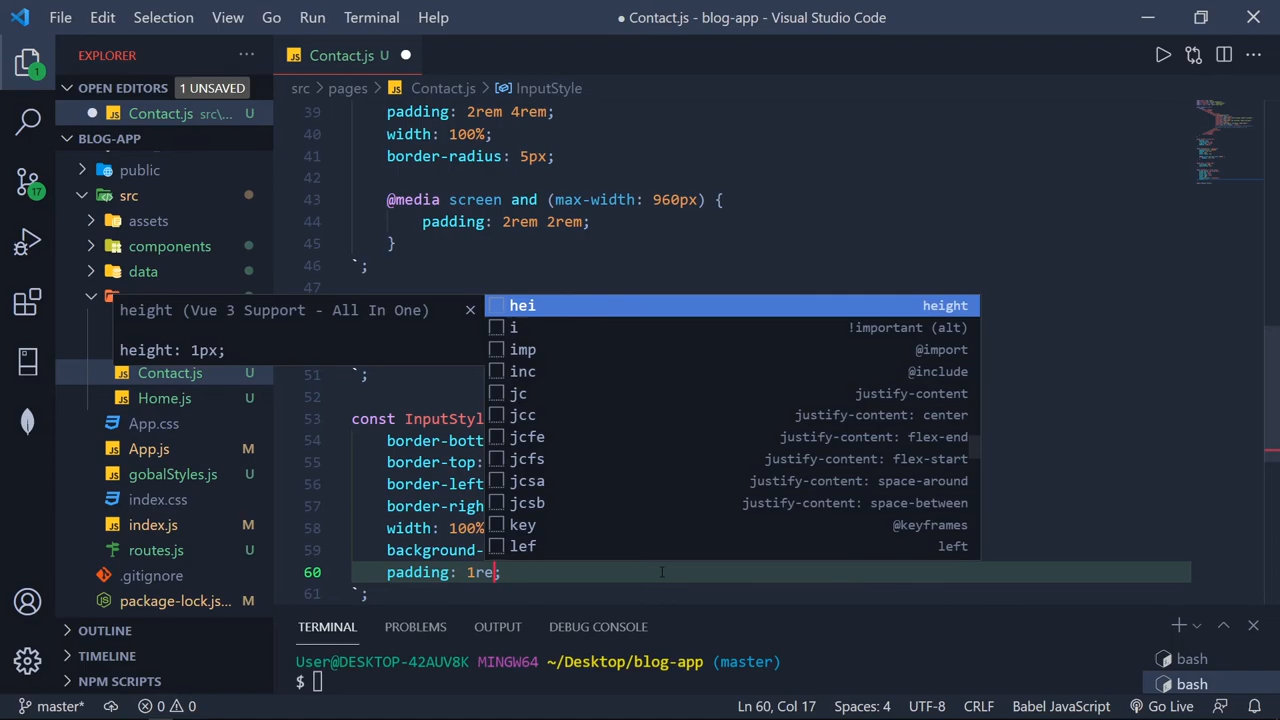 File Edit Selection View Go Run Terminal Help
● Contact.js - blog-app - Visual Studio Code
EXPLORER
OPEN EDITORS 1 UNSAVED
Contact.js src\... U
BLOG-APP
public
src
assets
components
data
Contact.js U
Home.js U
App.css
App.js M
gobalStyles.js U
index.css
index.js M
routes.js U
.gitignore
package-lock.js... M
OUTLINE
TIMELINE
NPM SCRIPTS
Contact.js U
src > pages > Contact.js > InputStyle
39 padding: 2rem 4rem;
40 width: 100%;
41 border-radius: 5px;
42
43 @media screen and (max-width: 960px) {
44 padding: 2rem 2rem;
45 }
46 `;
47
height (Vue 3 Support - All In One)
height: 1px;
hei height
i !important (alt)
imp @import
inc @include
jc justify-content
jcc justify-content: center
jcfe justify-content: flex-end
jcfs justify-content: flex-start
jcsa justify-content: space-around
jcsb justify-content: space-between
key @keyframes
lef left
51 `;
52
53 const InputStyl
54 border-bott
55 border-top:
56 border-left
57 border-righ
58 width: 100%
59 background-
60 padding: 1re;
61 `;
TERMINAL PROBLEMS OUTPUT DEBUG CONSOLE
User@DESKTOP-42AUV8K MINGW64 ~/Desktop/blog-app (master)
$
bash
bash
1
17
master* 0 0 Ln 60, Col 17 Spaces: 4 UTF-8 CRLF Babel JavaScript Go Live